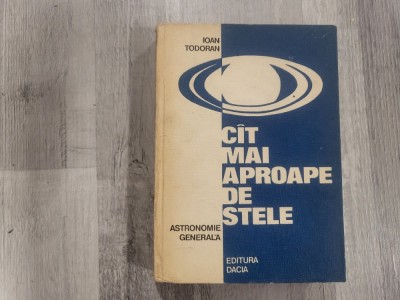 IOAN
TODORAN
CÎT
MAI
APROAPE
DE
STELE
ASTRONOMIE
GENERALĂ
EDITURA
DACIA